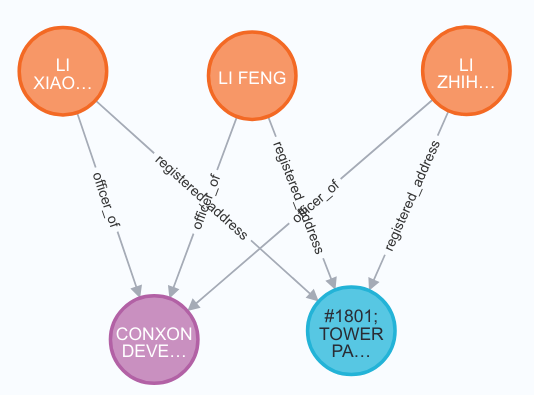 LI
XIAO...
LI FENG
LI
ZHIH...
officer_of
registered_address
officer_of
registered_address
officer_of
registered_address
CONXON
DEVE...
#1801;
TOWER
PA...